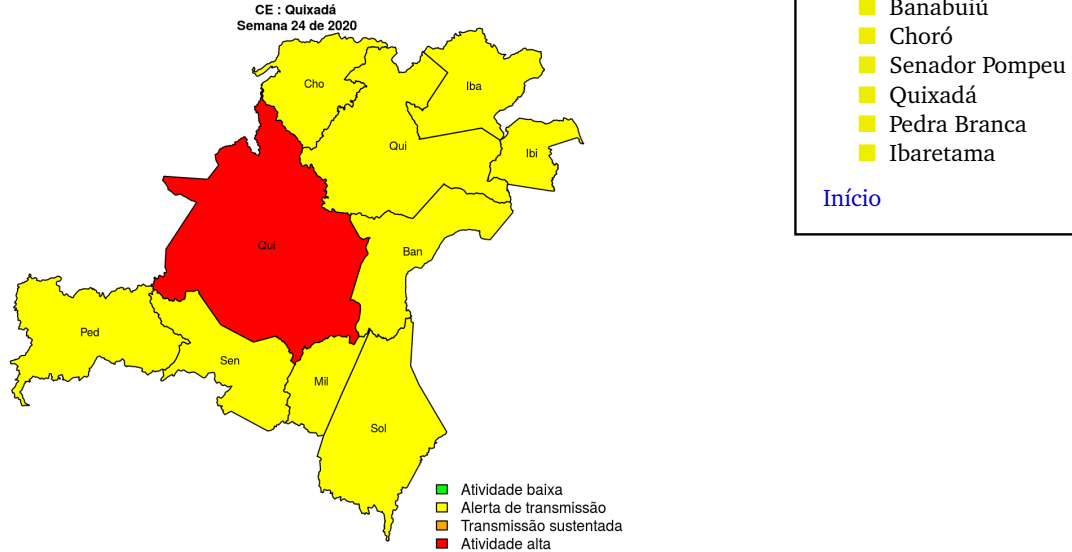 CE : Quixadá
Semana 24 de 2020
Cho
Iba
Qui
Ibi
Qui
Ban
Ped
Sen
Mil
Sol
Atividade baixa
Alerta de transmissão
Transmissão sustentada
Atividade alta
Banabuiú
Choró
Senador Pompeu
Quixadá
Pedra Branca
Ibaretama
Início